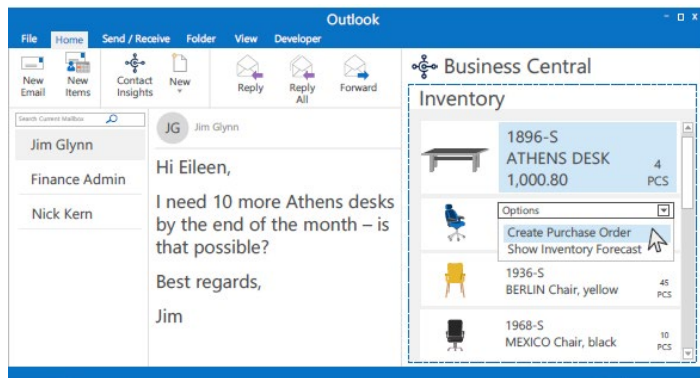 Outlook
File Home Send / Receive Folder View Developer
New Email
New Items
Contact Insights
New
Reply
Reply All
Forward
Search Current Mailbox
Jim Glynn
Finance Admin
Nick Kern
JG Jim Glynn
Hi Eileen,
I need 10 more Athens desks
by the end of the month – is
that possible?
Best regards,
Jim
Business Central
Inventory
1896-S
ATHENS DESK 4
1,000.80 PCS
Options
Create Purchase Order
Show Inventory Forecast
1936-S
BERLIN Chair, yellow 45
PCS
1968-S
MEXICO Chair, black 10
PCS